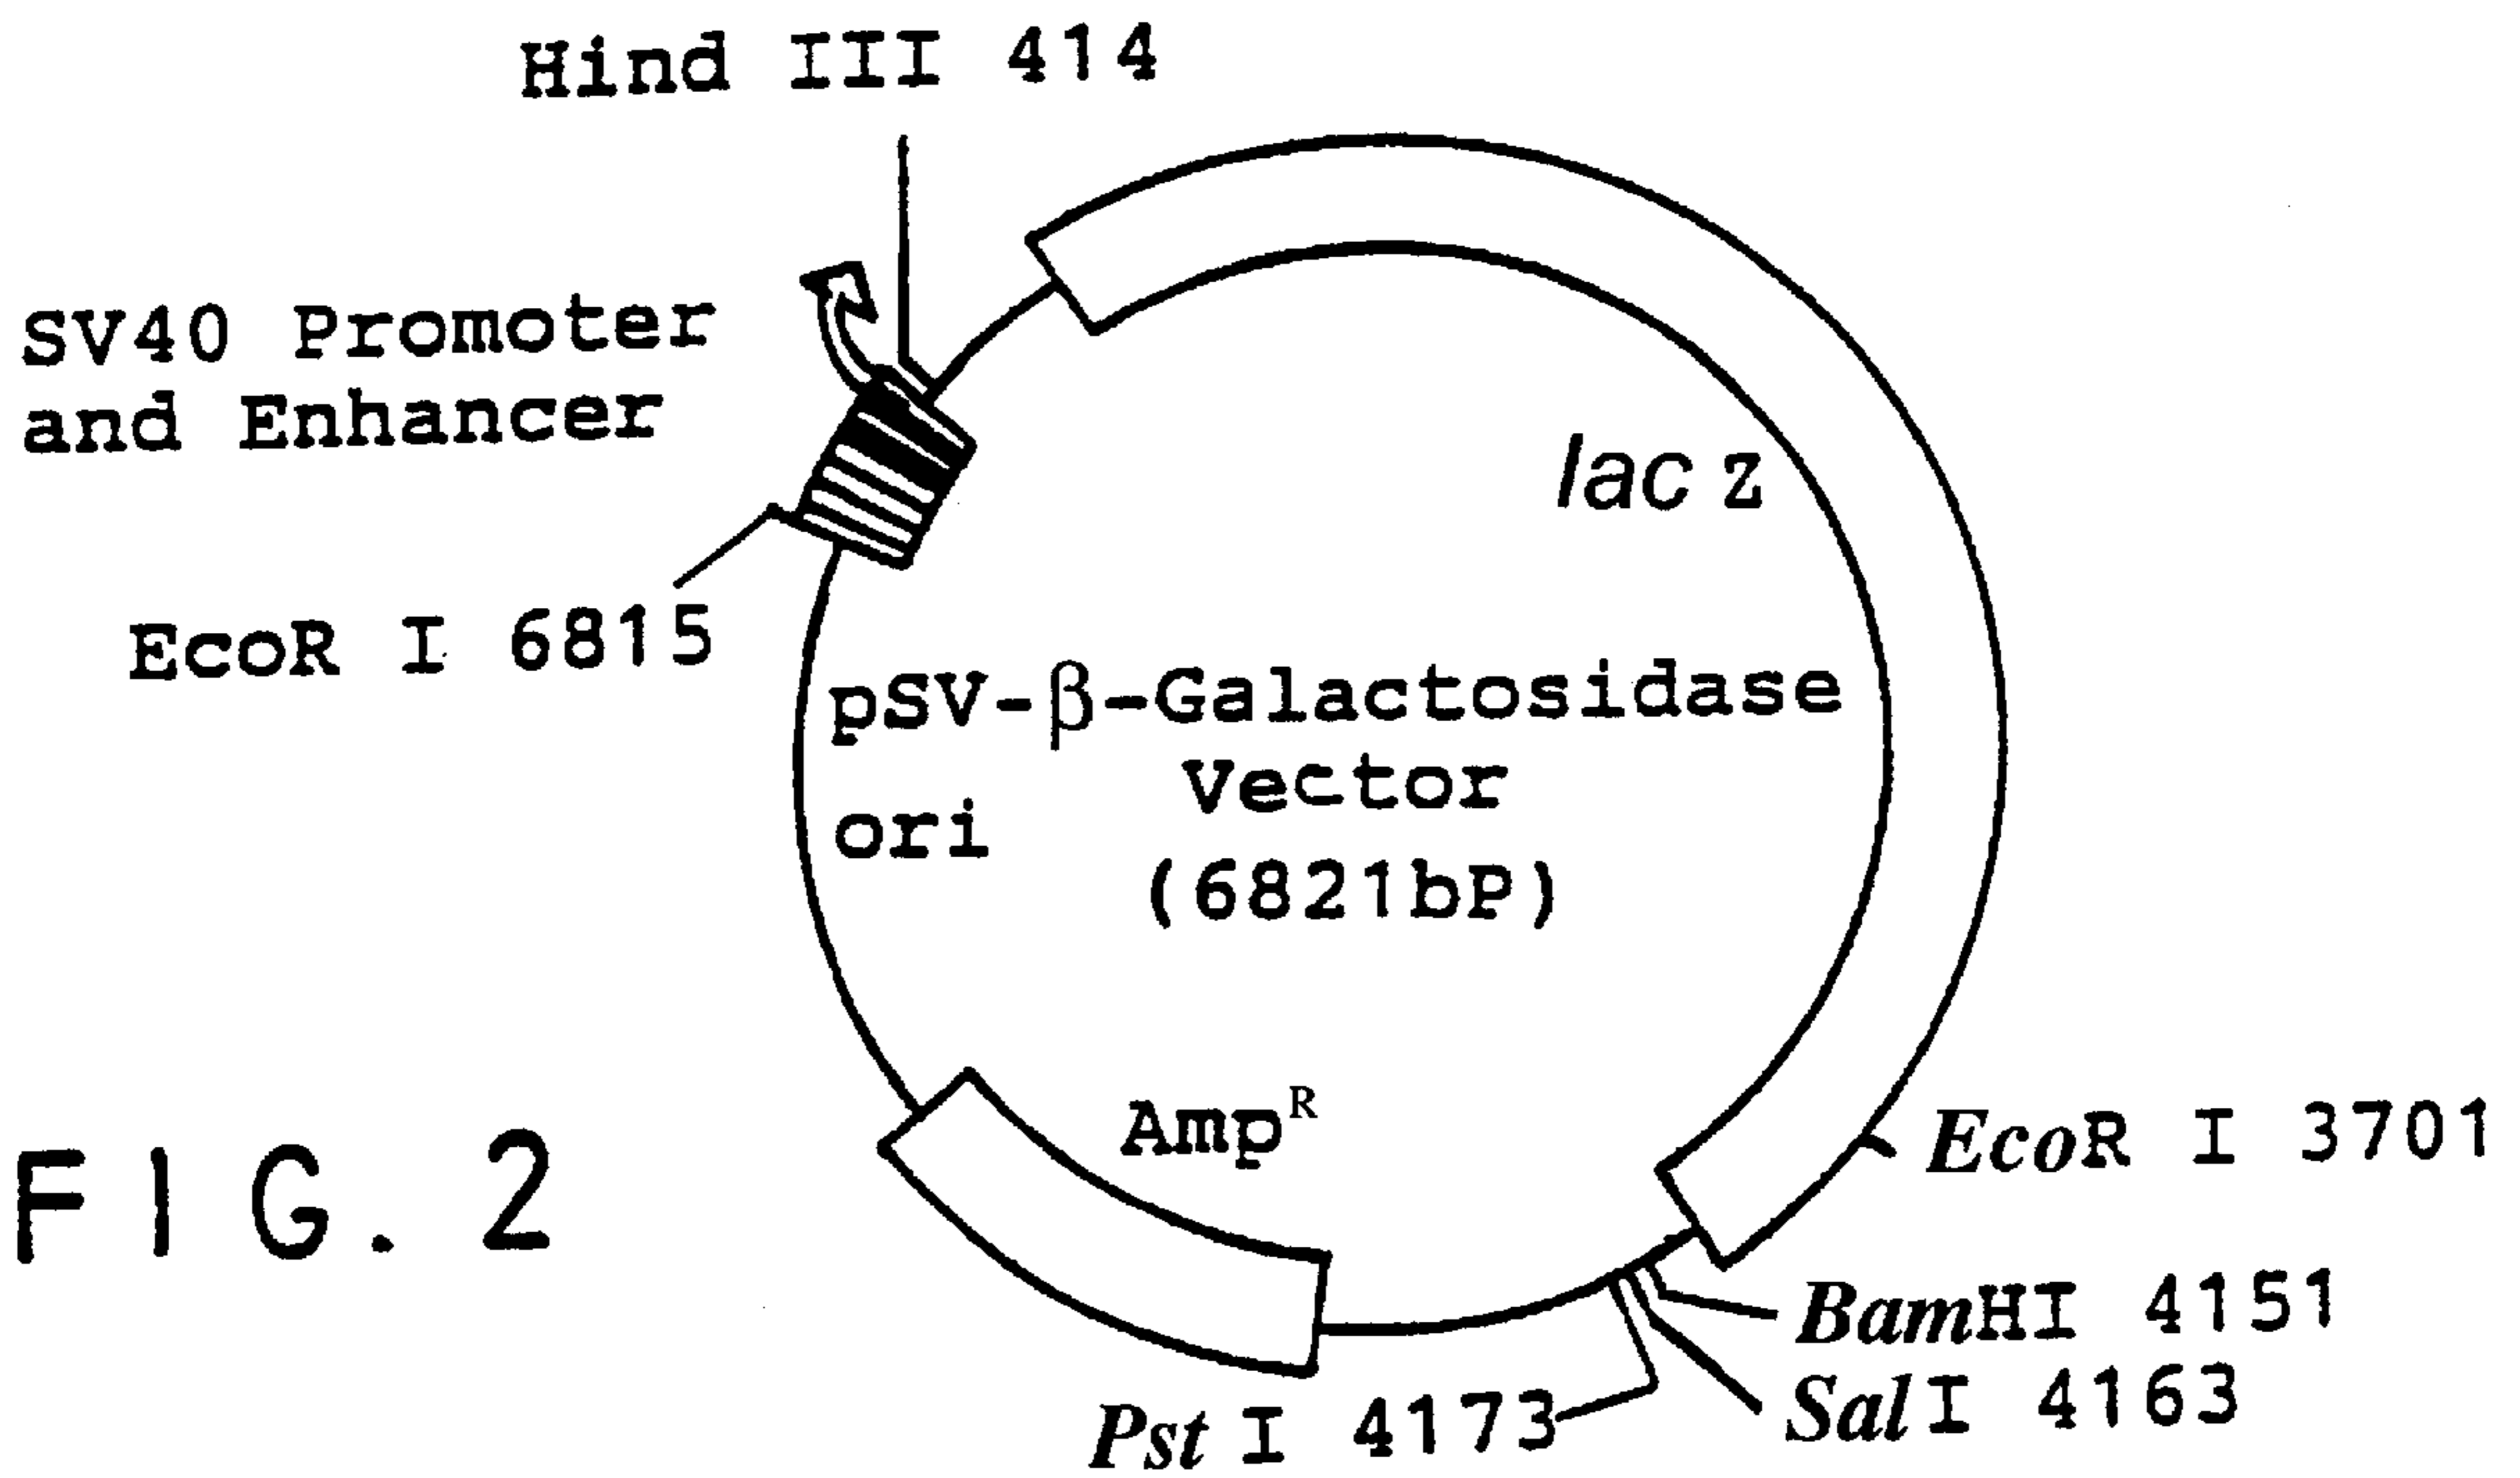 Hind III 414
SV40 Promoter
and Enhancer
lac Z
EcoR I 6815
pSV-β-Galactosidase
Vector
ori
(6821bP)
Amp^R
EcoR I 3701
FIG. 2
BamHI 4151
SalI 4163
Pst I 4173